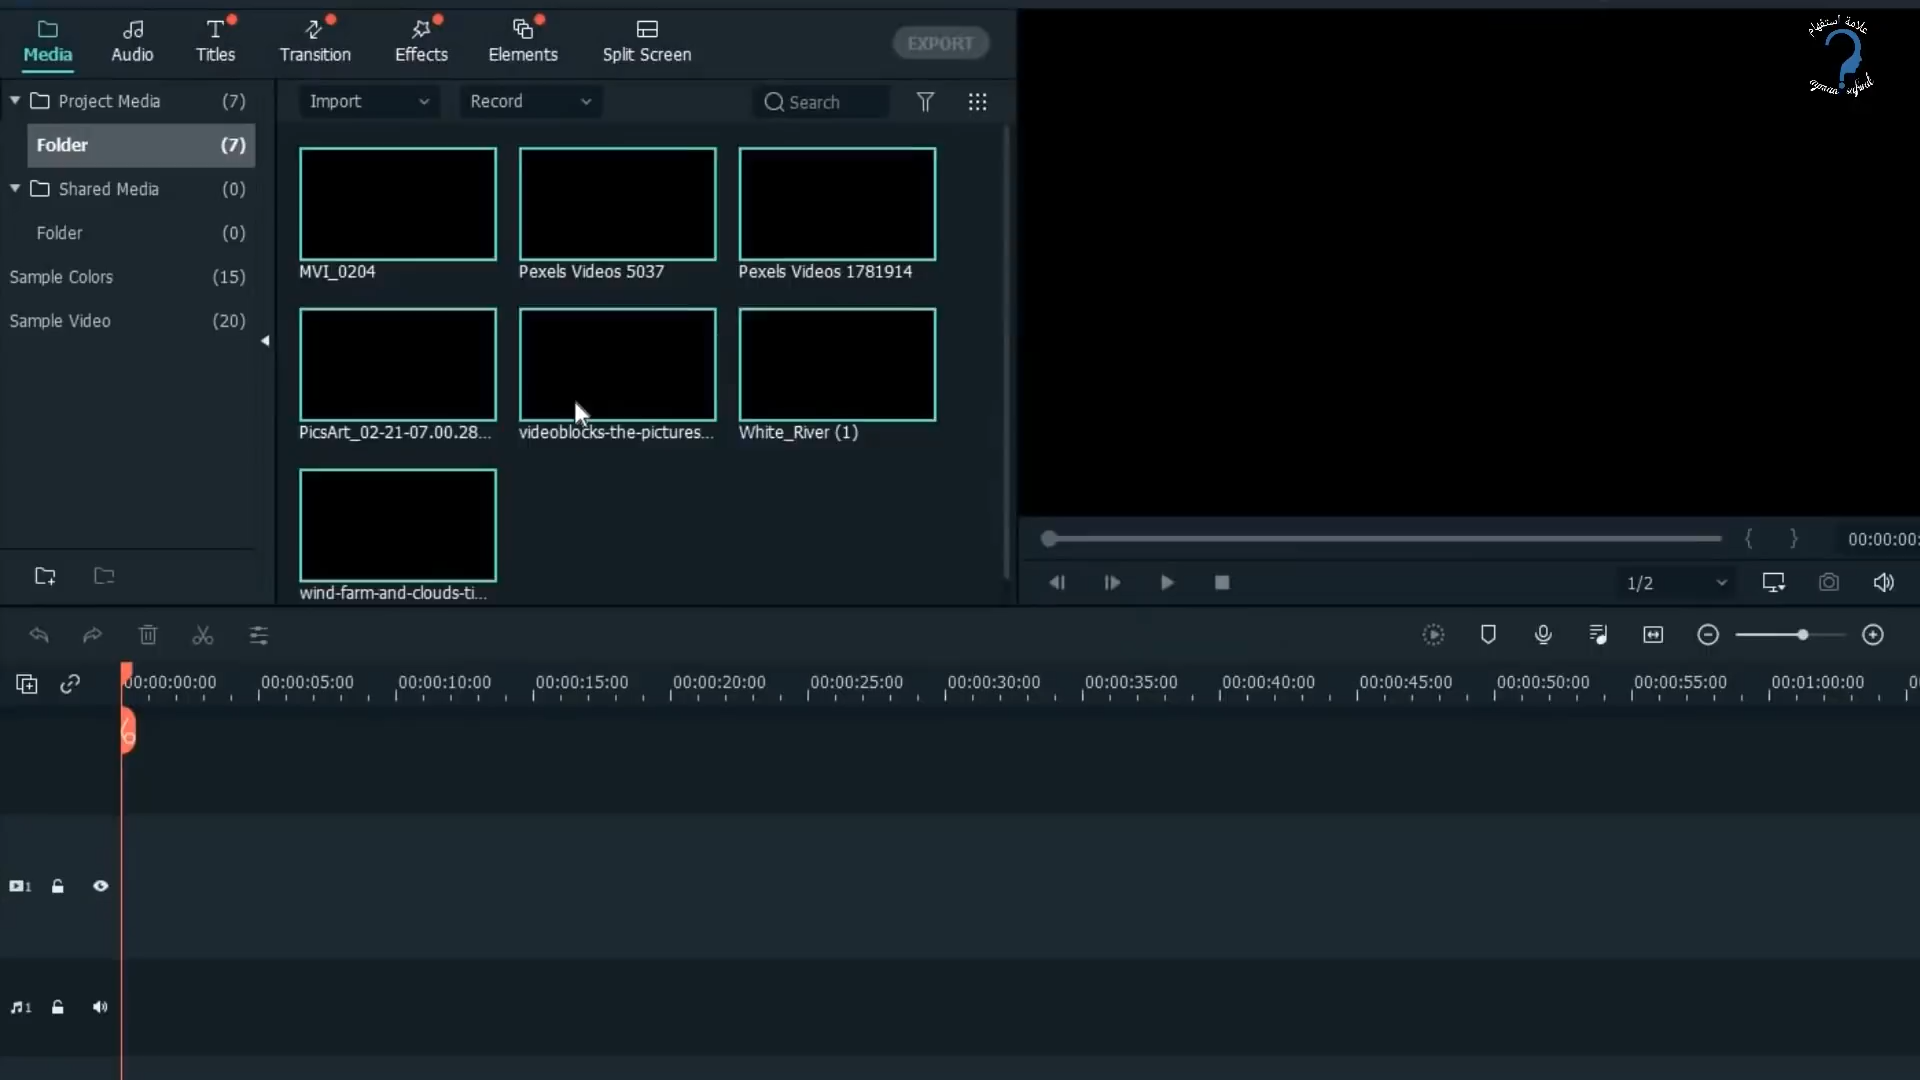 Media
Audio
Titles
Transition
Effects
Elements
Split Screen
EXPORT
علامة استفهام
Project Media (7)
Folder (7)
Shared Media (0)
Folder (0)
Sample Colors (15)
Sample Video (20)
Import
Record
Search
MVI_0204
Pexels Videos 5037
Pexels Videos 1781914
PicsArt_02-21-07.00.28...
videoblocks-the-pictures...
White_River (1)
wind-farm-and-clouds-ti...
{ }
00:00:00:
1/2
00:00:00:00
00:00:05:00
00:00:10:00
00:00:15:00
00:00:20:00
00:00:25:00
00:00:30:00
00:00:35:00
00:00:40:00
00:00:45:00
00:00:50:00
00:00:55:00
00:01:00:00
1
1